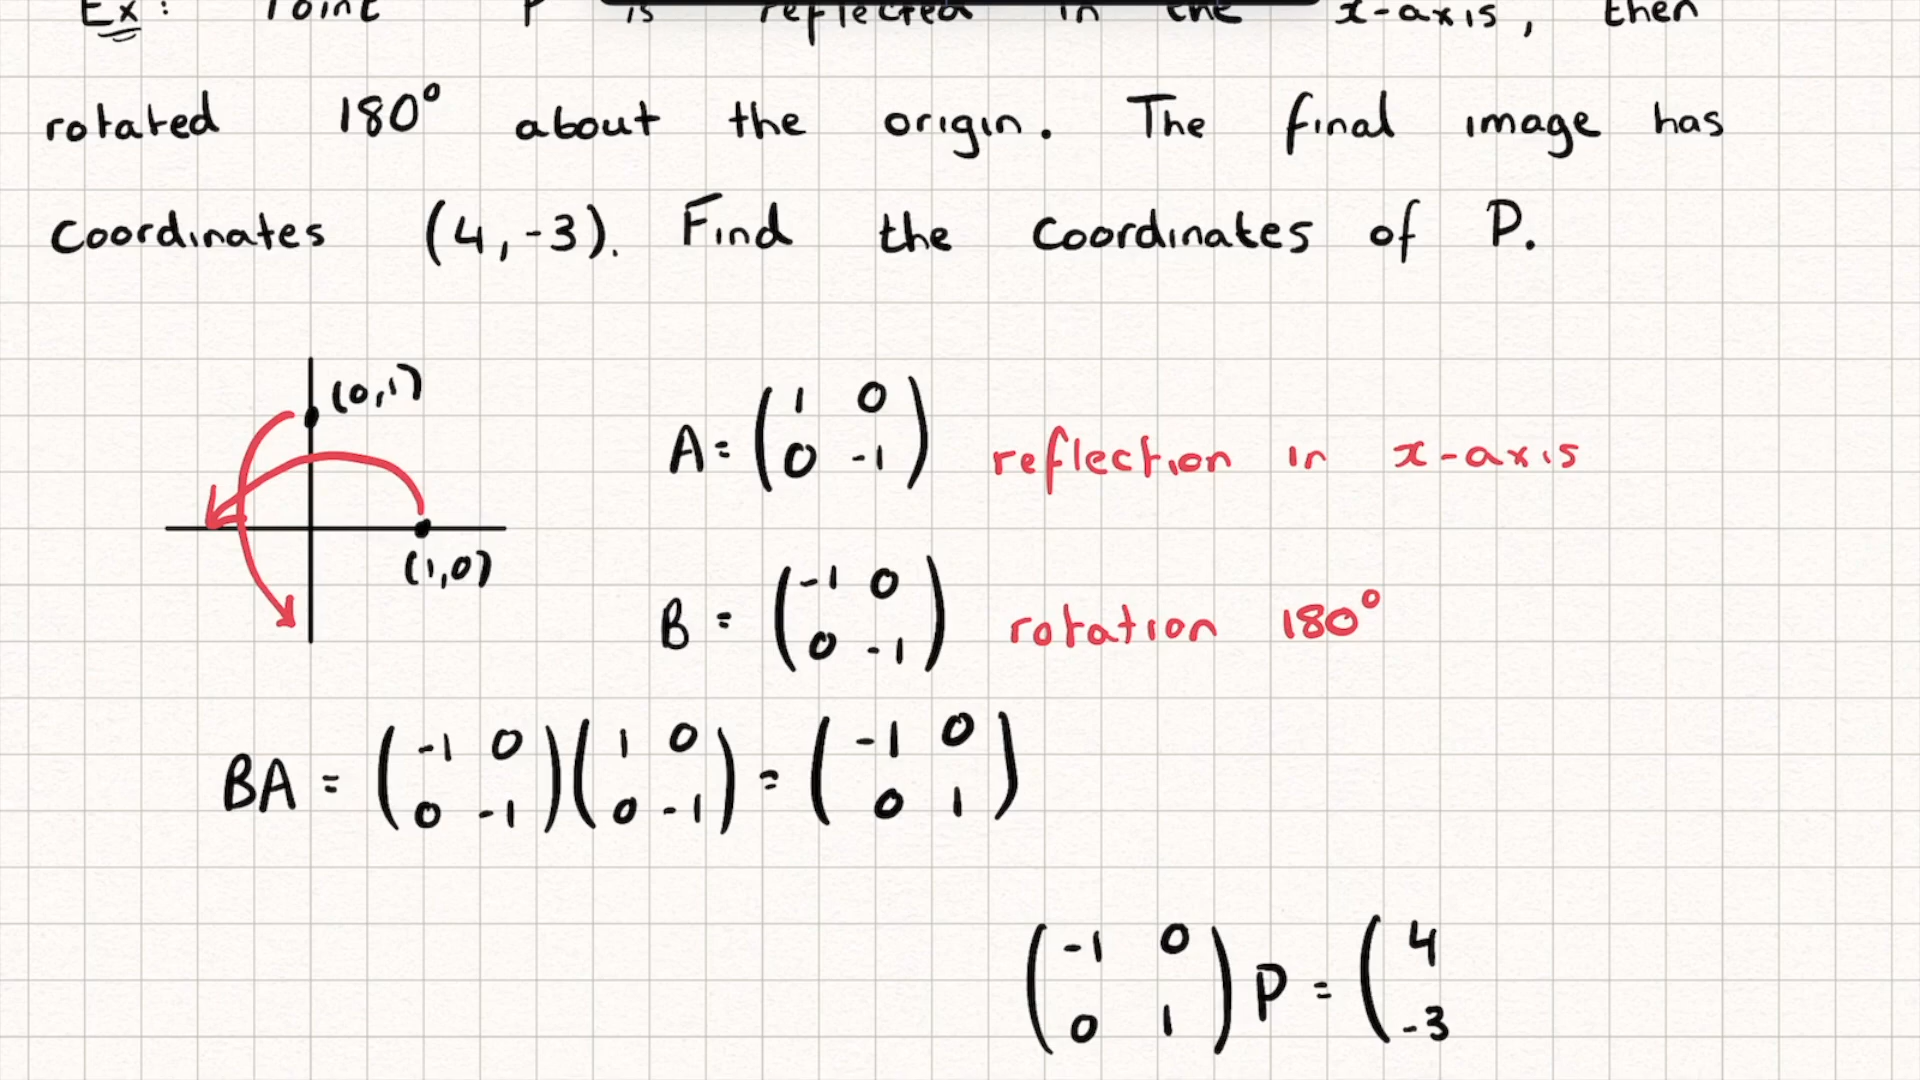 Ex: Point P is reflected in the x-axis, then
rotated 180° about the origin. The final image has
coordinates (4, -3). Find the coordinates of P.
(0,1)
(1,0)
A = (1 0
0 -1) reflection in x-axis
B = (-1 0
0 -1) rotation 180°
BA = (-1 0
0 -1)(1 0
0 -1) = (-1 0
0 1)
(-1 0
0 1) P = (4
-3